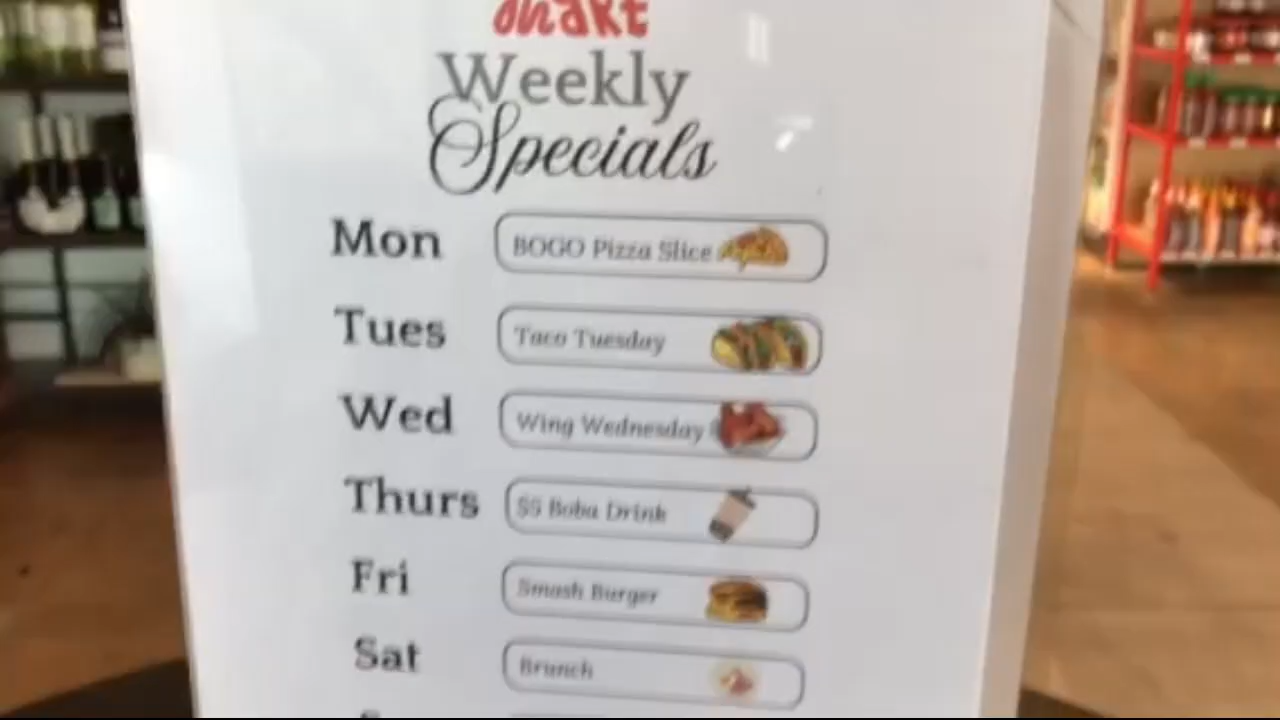 Weekly
Specials
Mon BOGO Pizza Slice
Tues Taco Tuesday
Wed Wing Wednesday
Thurs $5 Boba Drink
Fri Smash Burger
Sat Brunch